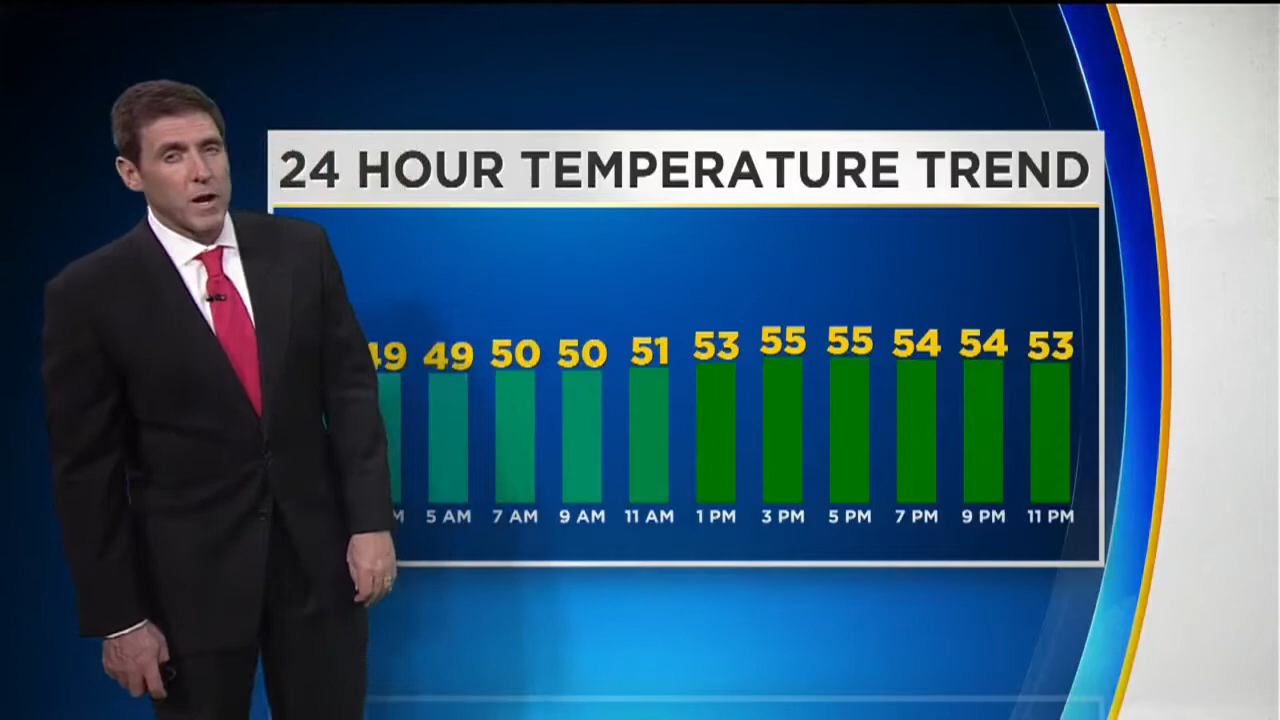 24 HOUR TEMPERATURE TREND
49 49 50 50 51 53 55 55 54 54 53
5 AM 7 AM 9 AM 11 AM 1 PM 3 PM 5 PM 7 PM 9 PM 11 PM